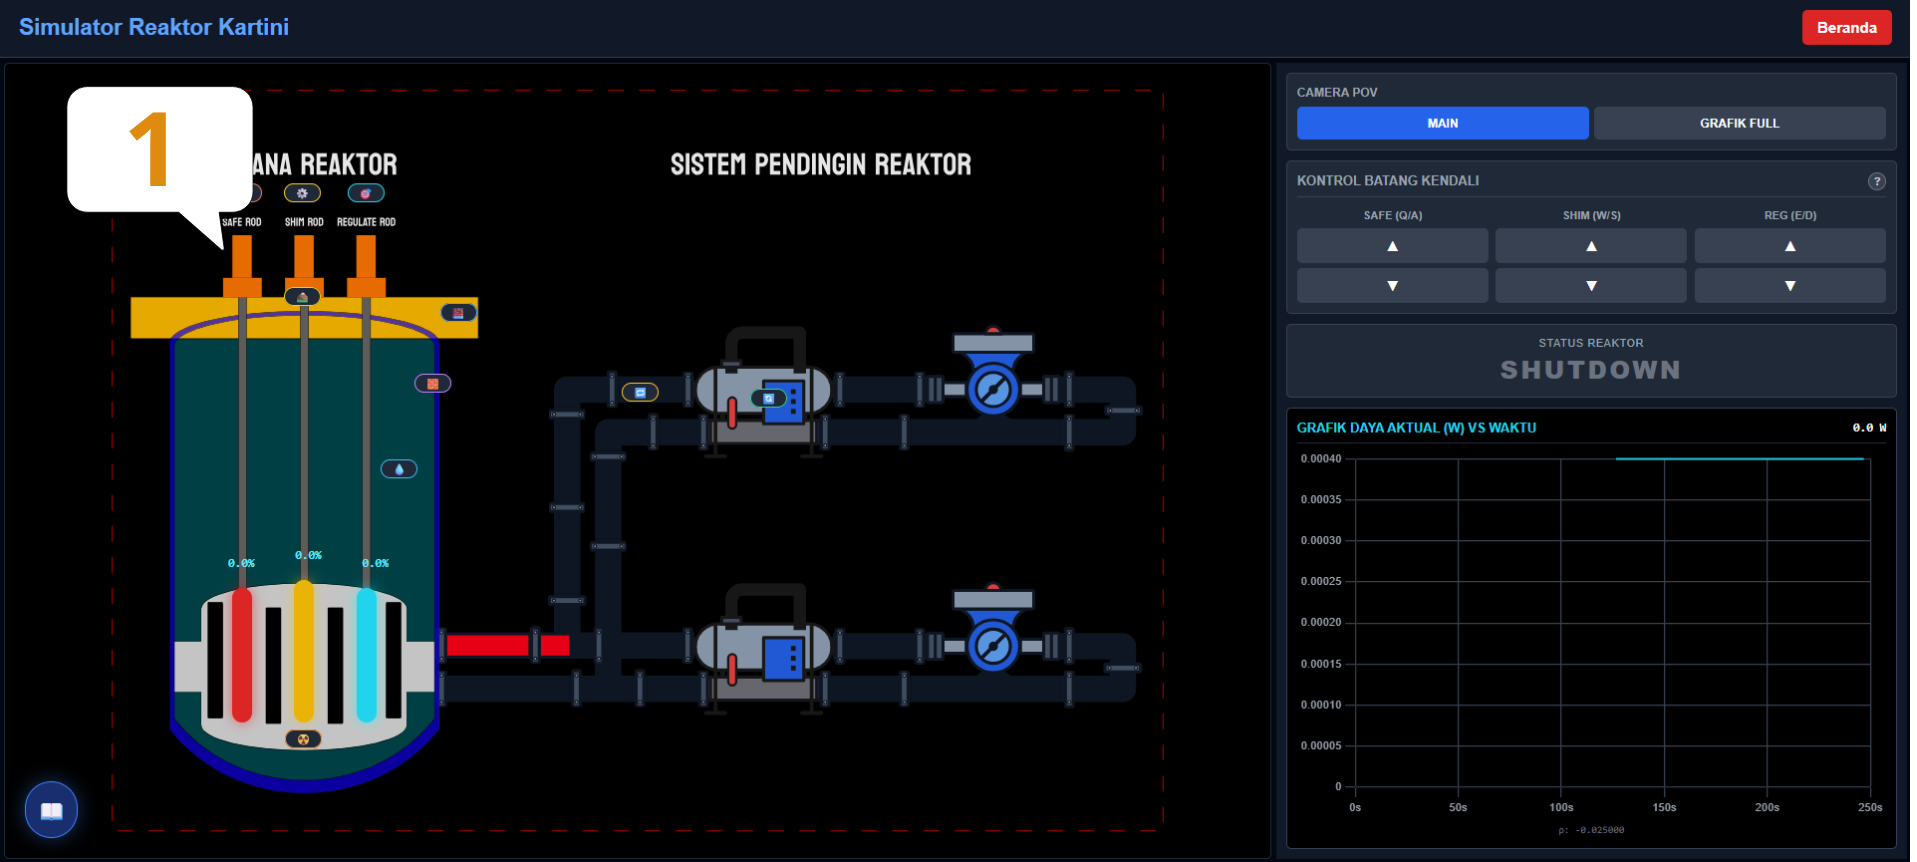 Simulator Reaktor Kartini
Beranda
1
ANA REAKTOR
SISTEM PENDINGIN REAKTOR
SAFE ROD
SHIM ROD
REGULATE ROD
0.0%
0.0%
0.0%
CAMERA POV
MAIN
GRAFIK FULL
KONTROL BATANG KENDALI
?
SAFE (Q/A)
SHIM (W/S)
REG (E/D)
▲
▲
▲
▼
▼
▼
STATUS REAKTOR
SHUTDOWN
GRAFIK DAYA AKTUAL (W) VS WAKTU
0.0 W
0.00040
0.00035
0.00030
0.00025
0.00020
0.00015
0.00010
0.00005
0
0s
50s
100s
150s
200s
250s
ρ: -0.025000